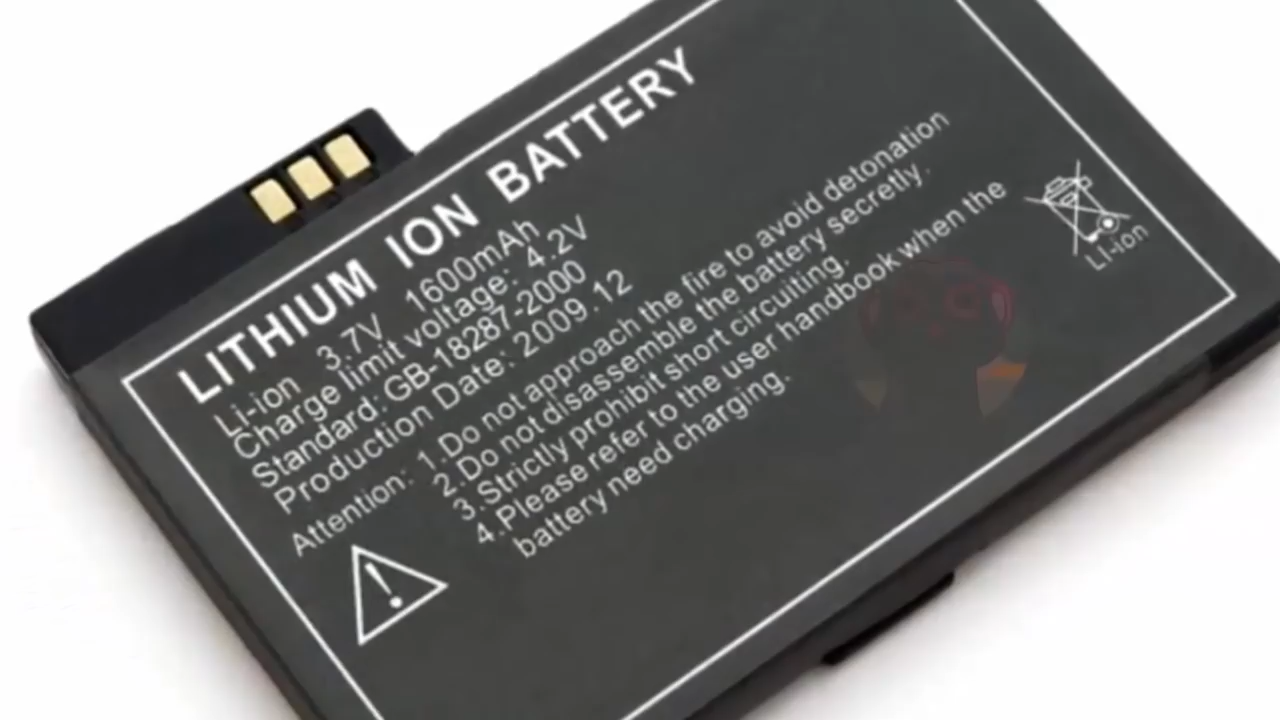 LITHIUM ION BATTERY
Li-ion 3.7V 1600mAh
Charge limit voltage: 4.2V
Standard:GB-18287-2000
Production Date: 2009.12
Attention: 1.Do not approach the fire to avoid detonation
2.Do not disassemble the battery secretly.
3.Strictly prohibit short circuiting.
4.Please refer to the user handbook when the
battery need charging.
LI-ion